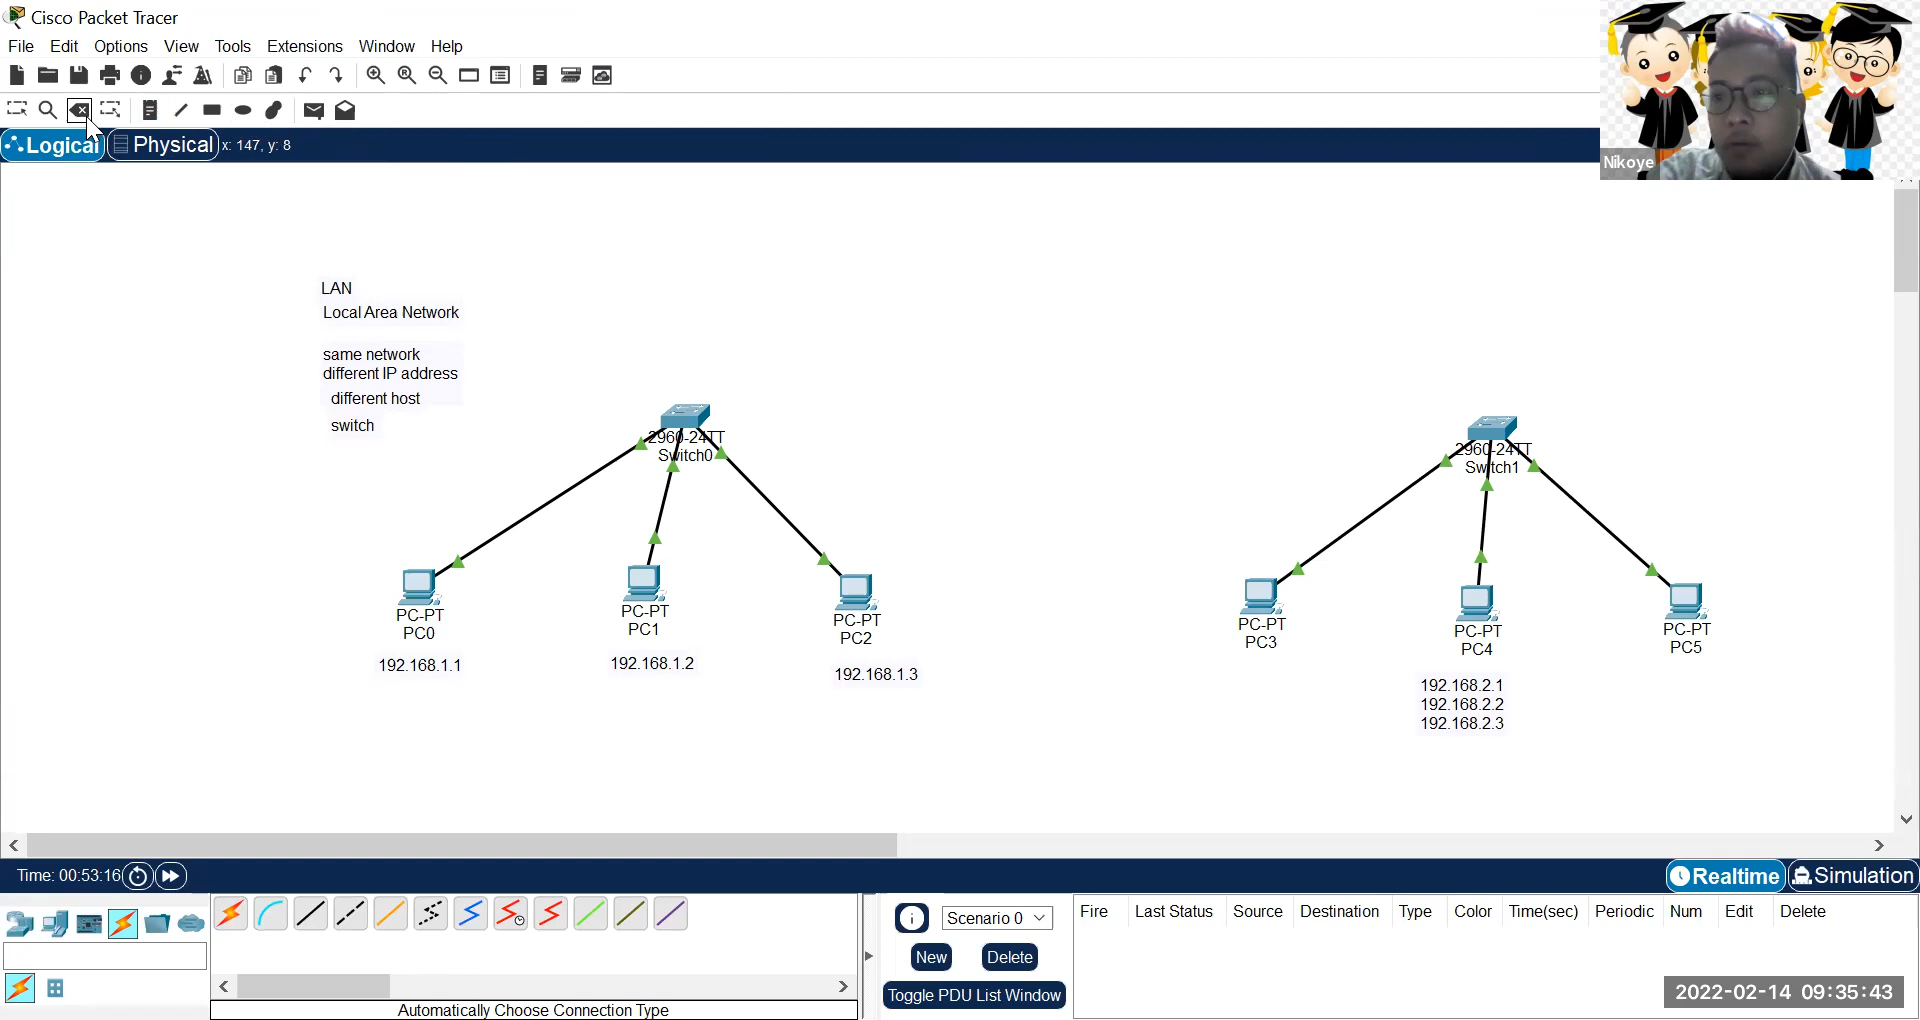 Cisco Packet Tracer
File Edit Options View Tools Extensions Window Help
Logical Physical x: 147, y: 8
Nikoye
LAN
Local Area Network
same network
different IP address
different host
switch
2960-24TT
Switch0
2960-24TT
Switch1
PC-PT
PC0
PC-PT
PC1
PC-PT
PC2
PC-PT
PC3
PC-PT
PC4
PC-PT
PC5
192.168.1.1
192.168.1.2
192.168.1.3
192.168.2.1
192.168.2.2
192.168.2.3
Time: 00:53:16
Realtime Simulation
Scenario 0
New Delete
Toggle PDU List Window
Fire Last Status Source Destination Type Color Time(sec) Periodic Num Edit Delete
Automatically Choose Connection Type
2022-02-14 09:35:43